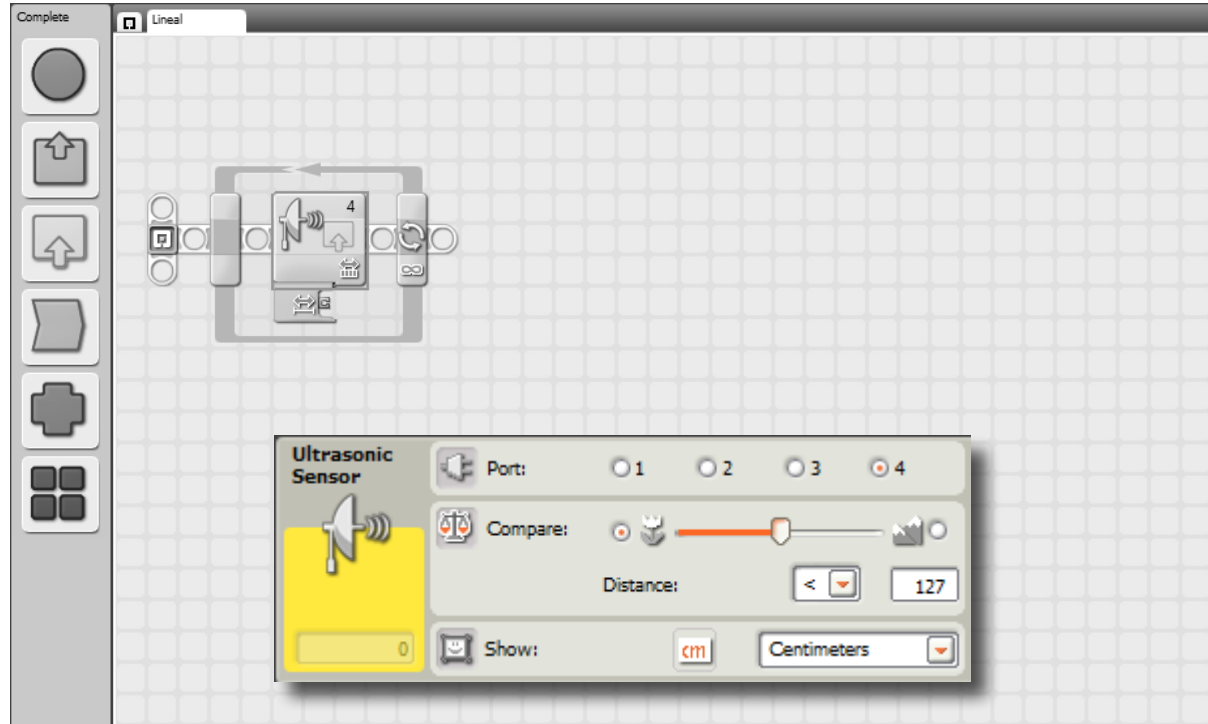 Complete
Lineal
4
Ultrasonic
Sensor
Port: 1 2 3 4
Compare:
Distance: < 127
0
Show: cm Centimeters